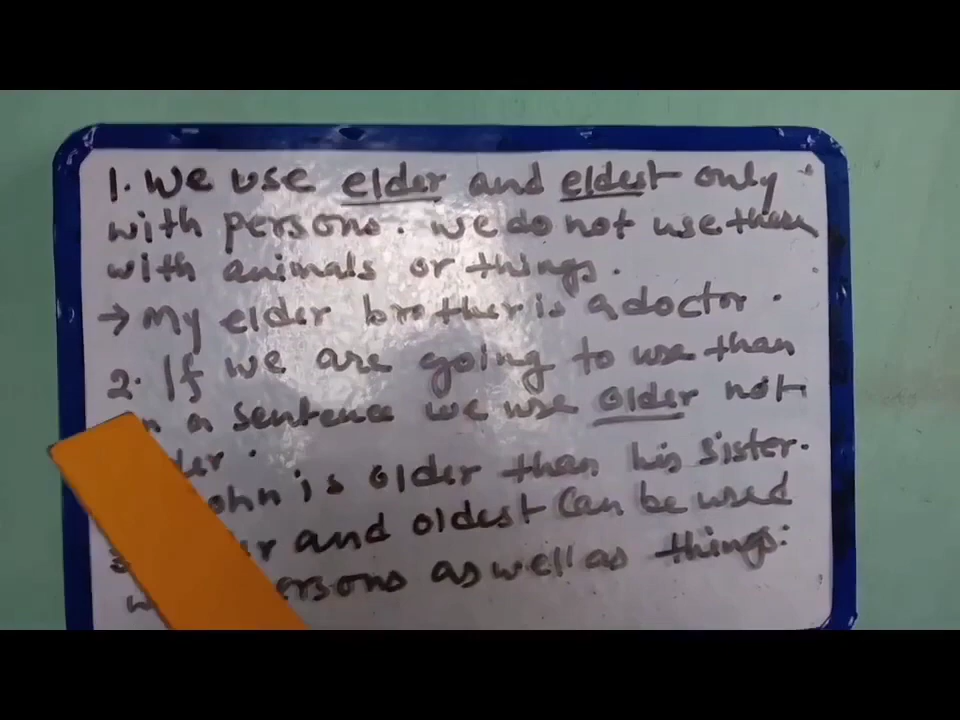 1. We use elder and eldest only
with persons. we do not use them
with animals or things.
→ My elder brother is a doctor.
2. If we are going to use than
a sentence we use older not

is older than his sister.
and oldest can be used
as well as things.